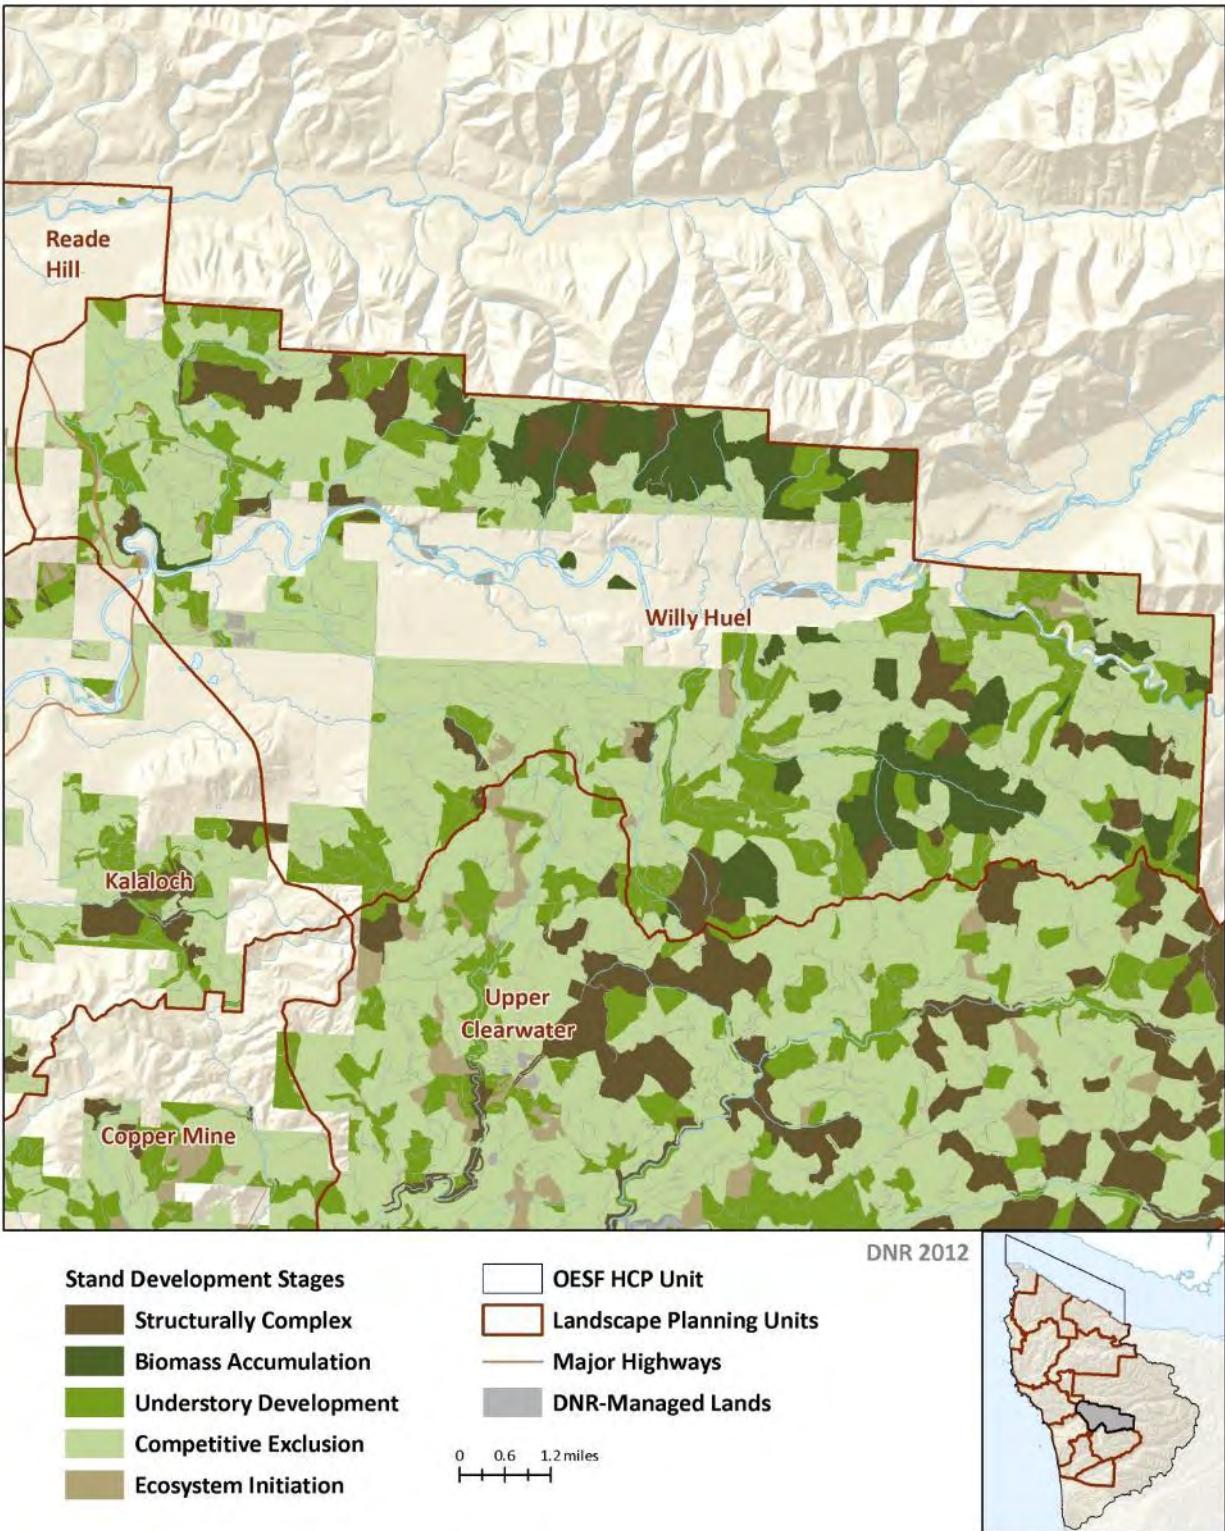 Reade
Hill
Willy Huel
Kalaloch
Upper
Clearwater
Copper Mine
DNR 2012
Stand Development Stages
Structurally Complex
Biomass Accumulation
Understory Development
Competitive Exclusion
Ecosystem Initiation
OESF HCP Unit
Landscape Planning Units
Major Highways
DNR-Managed Lands
0 0.6 1.2 miles